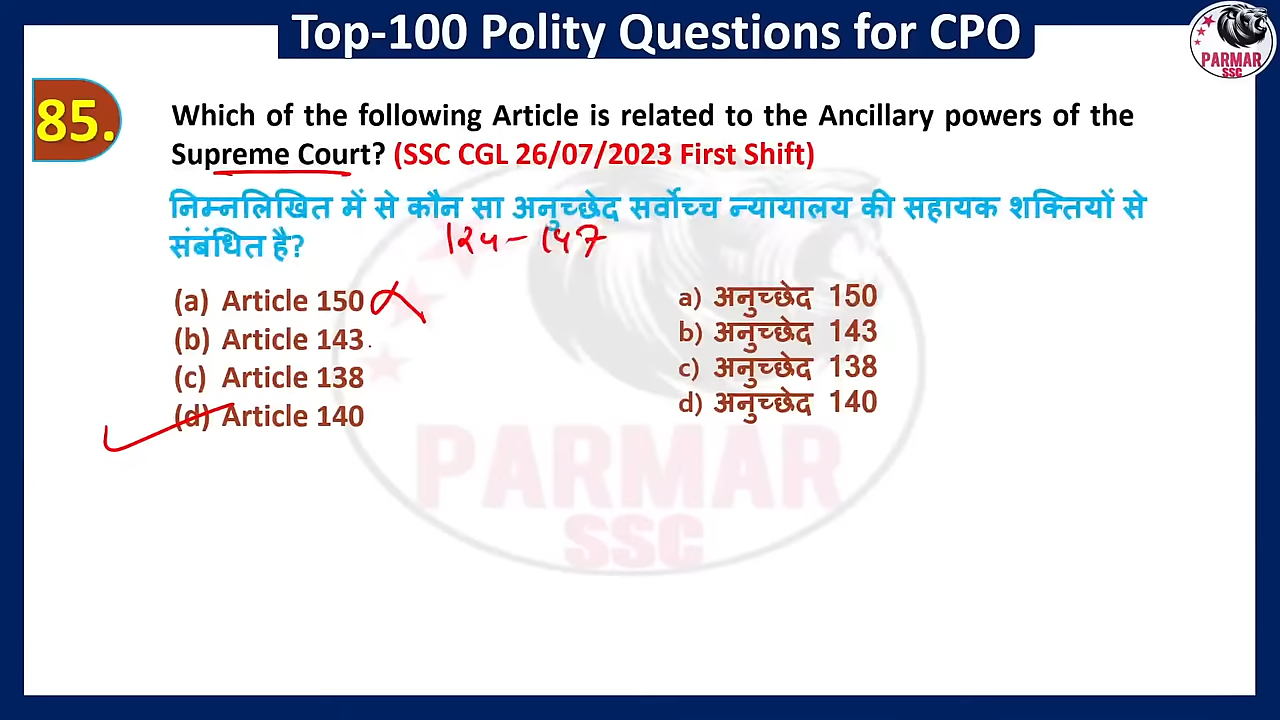 Top-100 Polity Questions for CPO
PARMAR
SSC
85.
Which of the following Article is related to the Ancillary powers of the
Supreme Court? (SSC CGL 26/07/2023 First Shift)
निम्नलिखित में से कौन सा अनुच्छेद सर्वोच्च न्यायालय की सहायक शक्तियों से
संबंधित है?
124-147
(a) Article 150
(b) Article 143
(c) Article 138
(d) Article 140
a) अनुच्छेद 150
b) अनुच्छेद 143
c) अनुच्छेद 138
d) अनुच्छेद 140
PARMAR
SSC